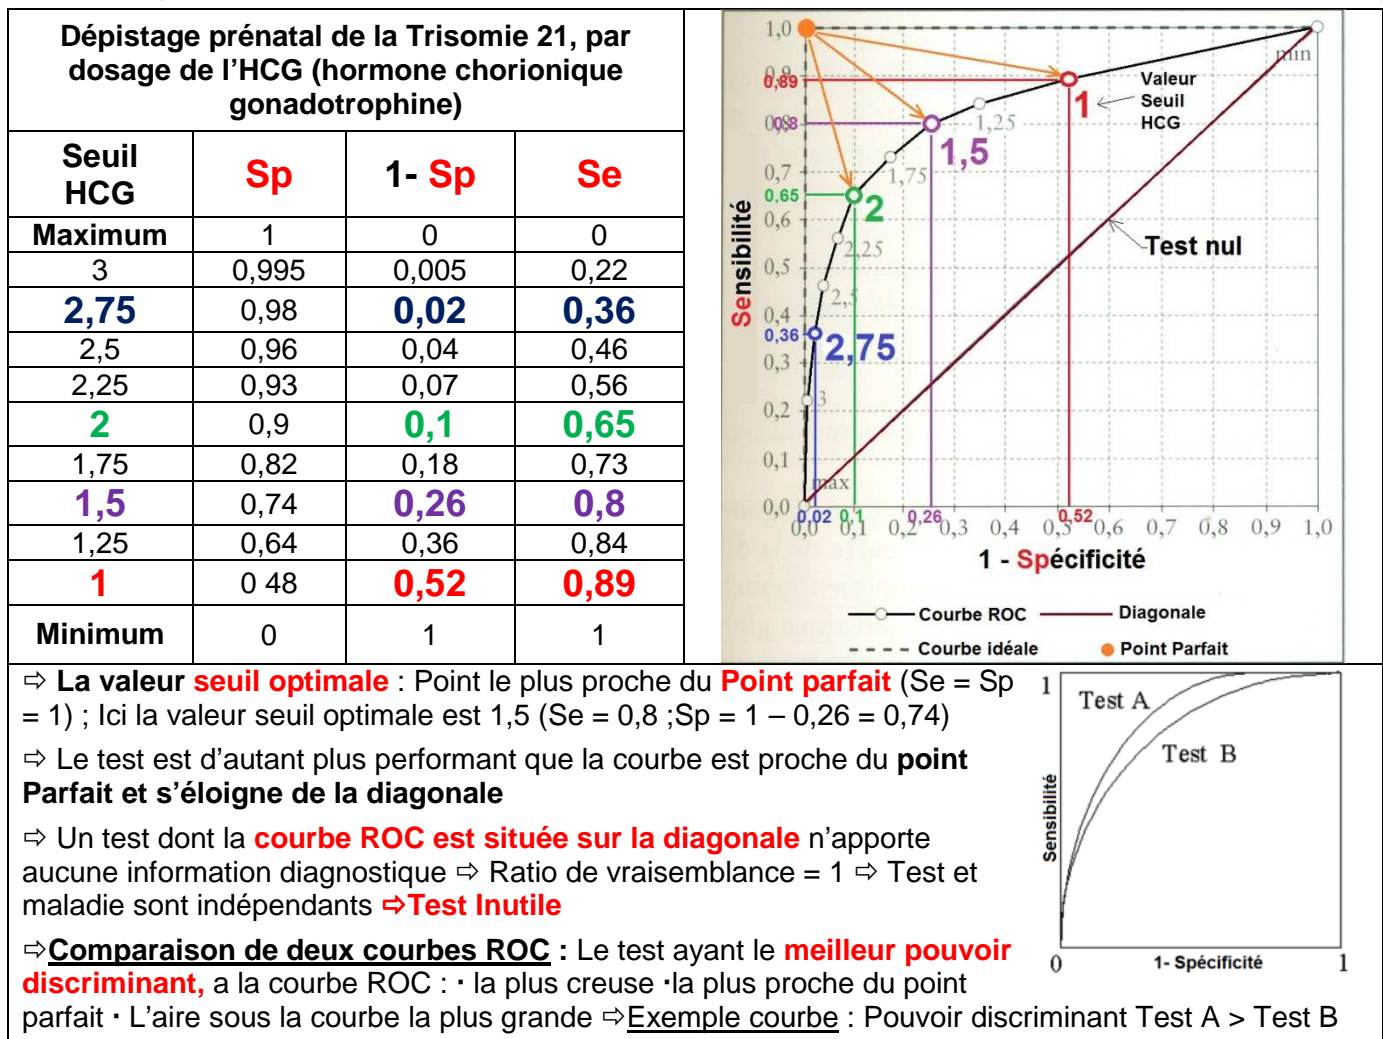 Dépistage prénatal de la Trisomie 21, par
dosage de l'HCG (hormone chorionique
gonadotrophine)
Seuil HCG Sp 1- Sp Se
Maximum 1 0 0
3 0,995 0,005 0,22
2,75 0,98 0,02 0,36
2,5 0,96 0,04 0,46
2,25 0,93 0,07 0,56
2 0,9 0,1 0,65
1,75 0,82 0,18 0,73
1,5 0,74 0,26 0,8
1,25 0,64 0,36 0,84
1 0 48 0,52 0,89
Minimum 0 1 1
Sensibilité
1,0
0,9
0,89
0,8
0,8
0,7
0,65
0,6
0,5
0,4
0,36
0,3
0,2
0,1
0,0
min
Valeur
Seuil
HCG
1
1,25
1,5
1,75
2
2,25
2,5
2,75
3
max
Test nul
0,0 0,1 0,2 0,3 0,4 0,5 0,6 0,7 0,8 0,9 1,0
0,02 0,1 0,26 0,52
1 - Spécificité
Courbe ROC Diagonale
Courbe idéale Point Parfait
⇨ La valeur seuil optimale : Point le plus proche du Point parfait (Se = Sp
= 1) ; Ici la valeur seuil optimale est 1,5 (Se = 0,8 ;Sp = 1 – 0,26 = 0,74)
⇨ Le test est d'autant plus performant que la courbe est proche du point
Parfait et s'éloigne de la diagonale
⇨ Un test dont la courbe ROC est située sur la diagonale n'apporte
aucune information diagnostique ⇨ Ratio de vraisemblance = 1 ⇨ Test et
maladie sont indépendants ⇨Test Inutile
⇨Comparaison de deux courbes ROC : Le test ayant le meilleur pouvoir
discriminant, a la courbe ROC : · la plus creuse ·la plus proche du point
parfait · L'aire sous la courbe la plus grande ⇨Exemple courbe : Pouvoir discriminant Test A > Test B
1
Test A
Test B
Sensibilité
0 1- Spécificité 1